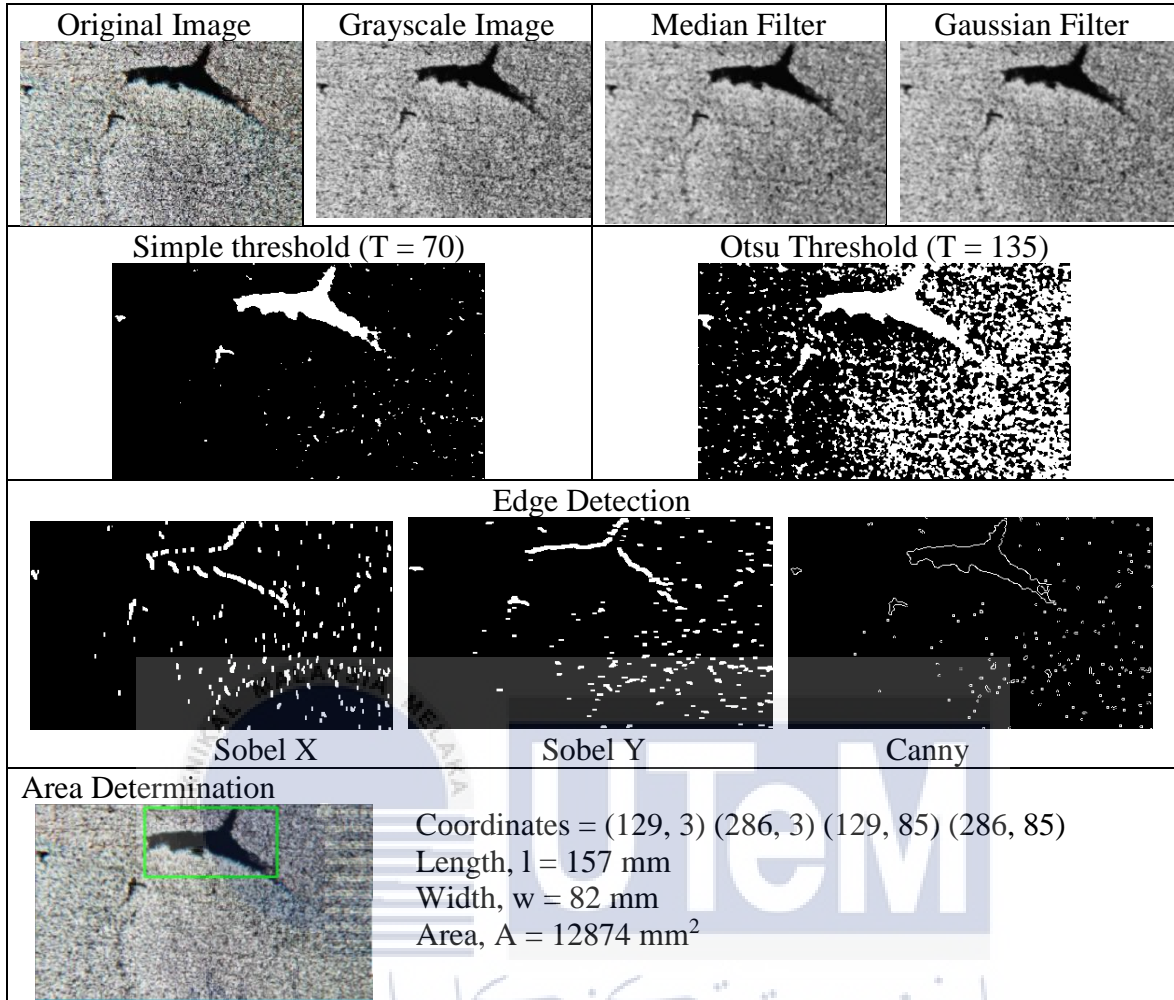 Original Image
Grayscale Image
Median Filter
Gaussian Filter
Simple threshold (T = 70)
Otsu Threshold (T = 135)
Edge Detection
Sobel X
Sobel Y
Canny
MALAYSIA MELAKA
UTeM
Area Determination
Coordinates = (129, 3) (286, 3) (129, 85) (286, 85)
Length, l = 157 mm
Width, w = 82 mm
Area, A = 12874 mm²